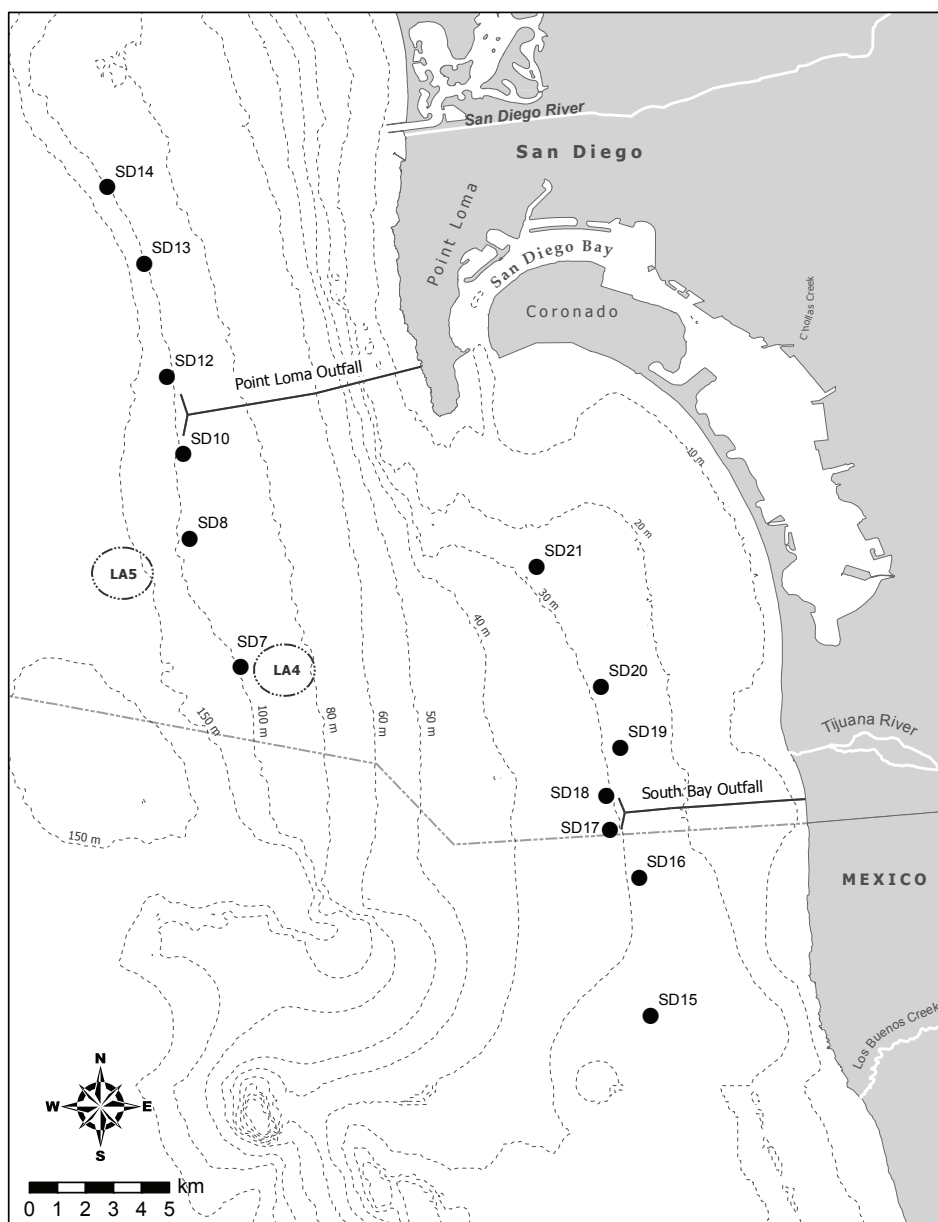 San Diego River
San Diego
SD14
Point Loma
San Diego Bay
SD13
Chollas Creek
Coronado
SD12
Point Loma Outfall
SD10
10 m
20 m
SD8
SD21
LA5
30 m
40 m
SD7
LA4
SD20
150 m
100 m
80 m
60 m
50 m
Tijuana River
SD19
South Bay Outfall
SD18
SD17
150 m
SD16
MEXICO
SD15
Los Buenos Creek
N
W E
S
km
0 1 2 3 4 5